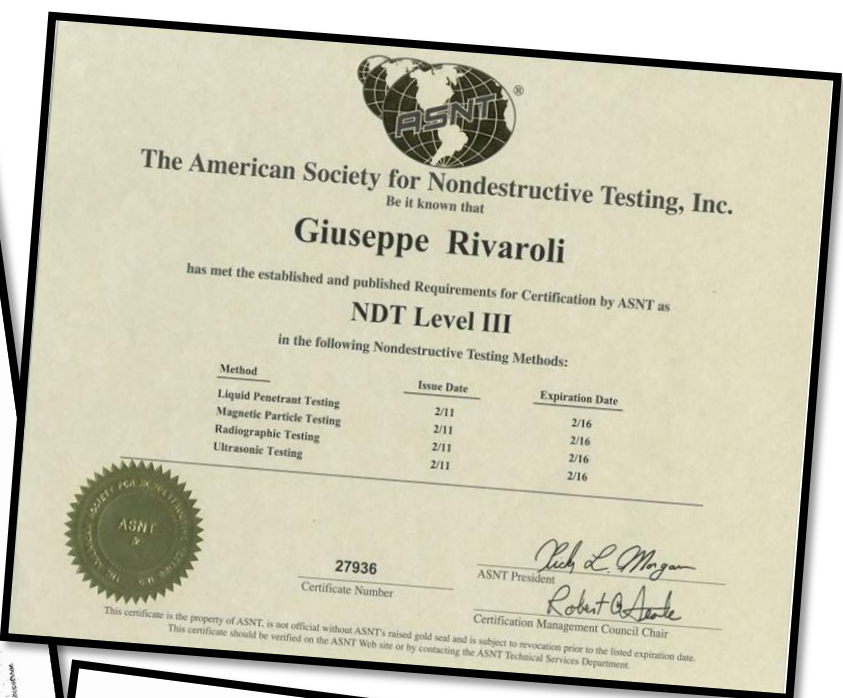 ASNT ®
The American Society for Nondestructive Testing, Inc.
Be it known that
Giuseppe Rivaroli
has met the established and published Requirements for Certification by ASNT as
NDT Level III
in the following Nondestructive Testing Methods:
Method Issue Date Expiration Date
Liquid Penetrant Testing 2/11 2/16
Magnetic Particle Testing 2/11 2/16
Radiographic Testing 2/11 2/16
Ultrasonic Testing 2/11 2/16
ASNT
27936
Certificate Number
ASNT President
Certification Management Council Chair
This certificate is the property of ASNT, is not official without ASNT's raised gold seal and is subject to revocation prior to the listed expiration date.
This certificate should be verified on the ASNT Web site or by contacting the ASNT Technical Services Department.